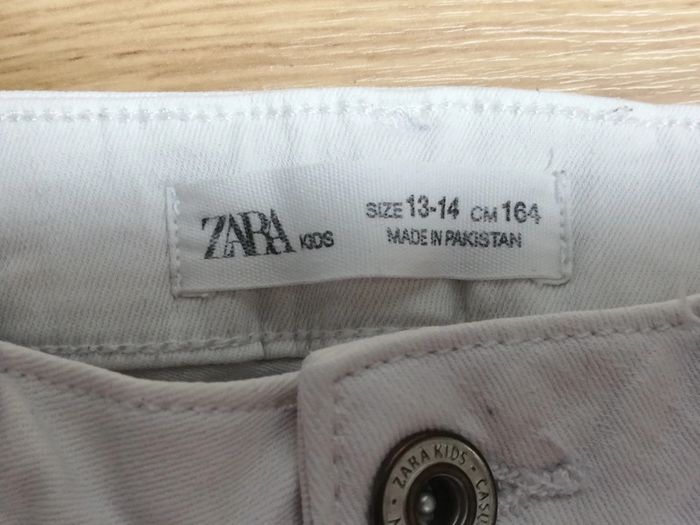 ZARA KIDS
SIZE 13-14 CM 164
MADE IN PAKISTAN
ZARA KIDS